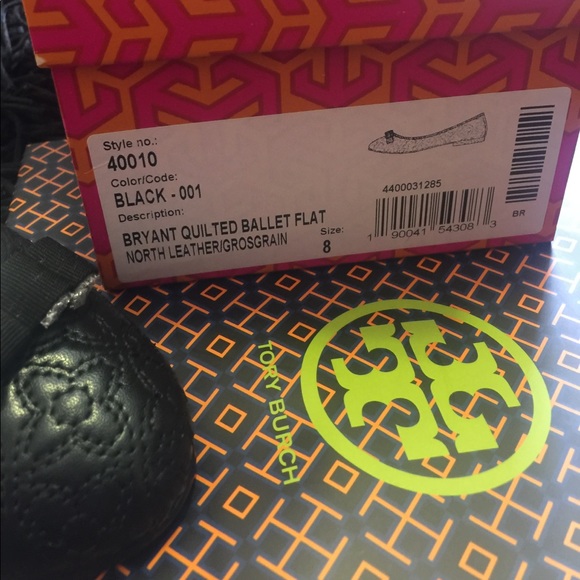 Style no.:
40010
Color/Code:
BLACK - 001
Description:
BRYANT QUILTED BALLET FLAT
NORTH LEATHER/GROSGRAIN
Size:
8
4400031285
1 90041 54308 3
BR
TORY BURCH